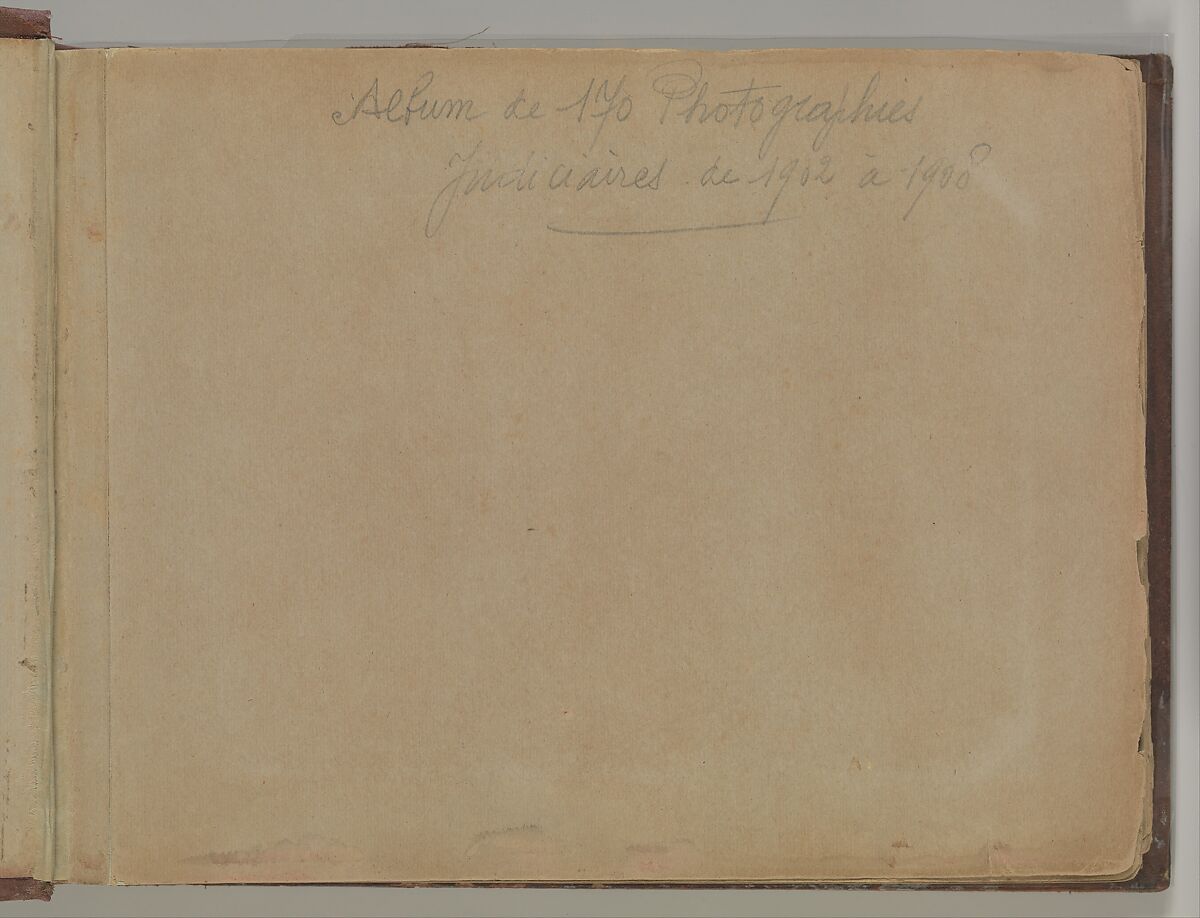 Album de 170 Photographies
Judiciaires de 1902 à 1908